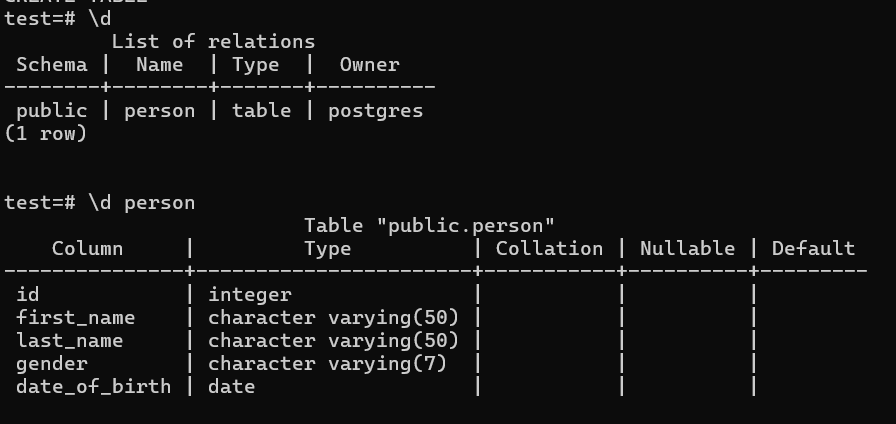 CREATE TABLE
test=# \d
         List of relations
 Schema |  Name  | Type  |  Owner
--------+--------+-------+----------
 public | person | table | postgres
(1 row)
test=# \d person
                         Table "public.person"
    Column     |         Type          | Collation | Nullable | Default
---------------+-----------------------+-----------+----------+---------
 id            | integer               |           |          |
 first_name    | character varying(50) |           |          |
 last_name     | character varying(50) |           |          |
 gender        | character varying(7)  |           |          |
 date_of_birth | date                  |           |          |